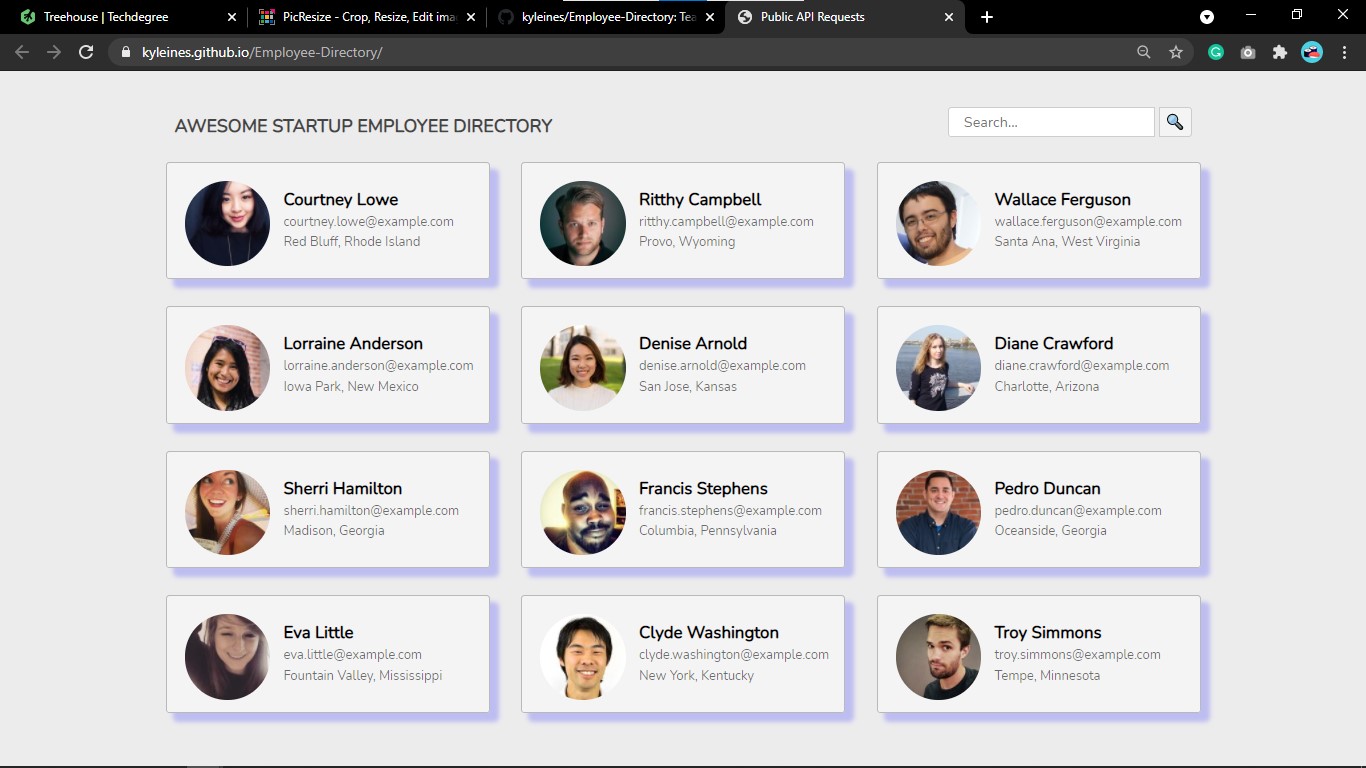 Treehouse | Techdegree
PicResize - Crop, Resize, Edit ima
kyleines/Employee-Directory: Tea
Public API Requests
kyleines.github.io/Employee-Directory/
AWESOME STARTUP EMPLOYEE DIRECTORY
Search...
Courtney Lowe
courtney.lowe@example.com
Red Bluff, Rhode Island
Ritthy Campbell
ritthy.campbell@example.com
Provo, Wyoming
Wallace Ferguson
wallace.ferguson@example.com
Santa Ana, West Virginia
Lorraine Anderson
lorraine.anderson@example.com
Iowa Park, New Mexico
Denise Arnold
denise.arnold@example.com
San Jose, Kansas
Diane Crawford
diane.crawford@example.com
Charlotte, Arizona
Sherri Hamilton
sherri.hamilton@example.com
Madison, Georgia
Francis Stephens
francis.stephens@example.com
Columbia, Pennsylvania
Pedro Duncan
pedro.duncan@example.com
Oceanside, Georgia
Eva Little
eva.little@example.com
Fountain Valley, Mississippi
Clyde Washington
clyde.washington@example.com
New York, Kentucky
Troy Simmons
troy.simmons@example.com
Tempe, Minnesota